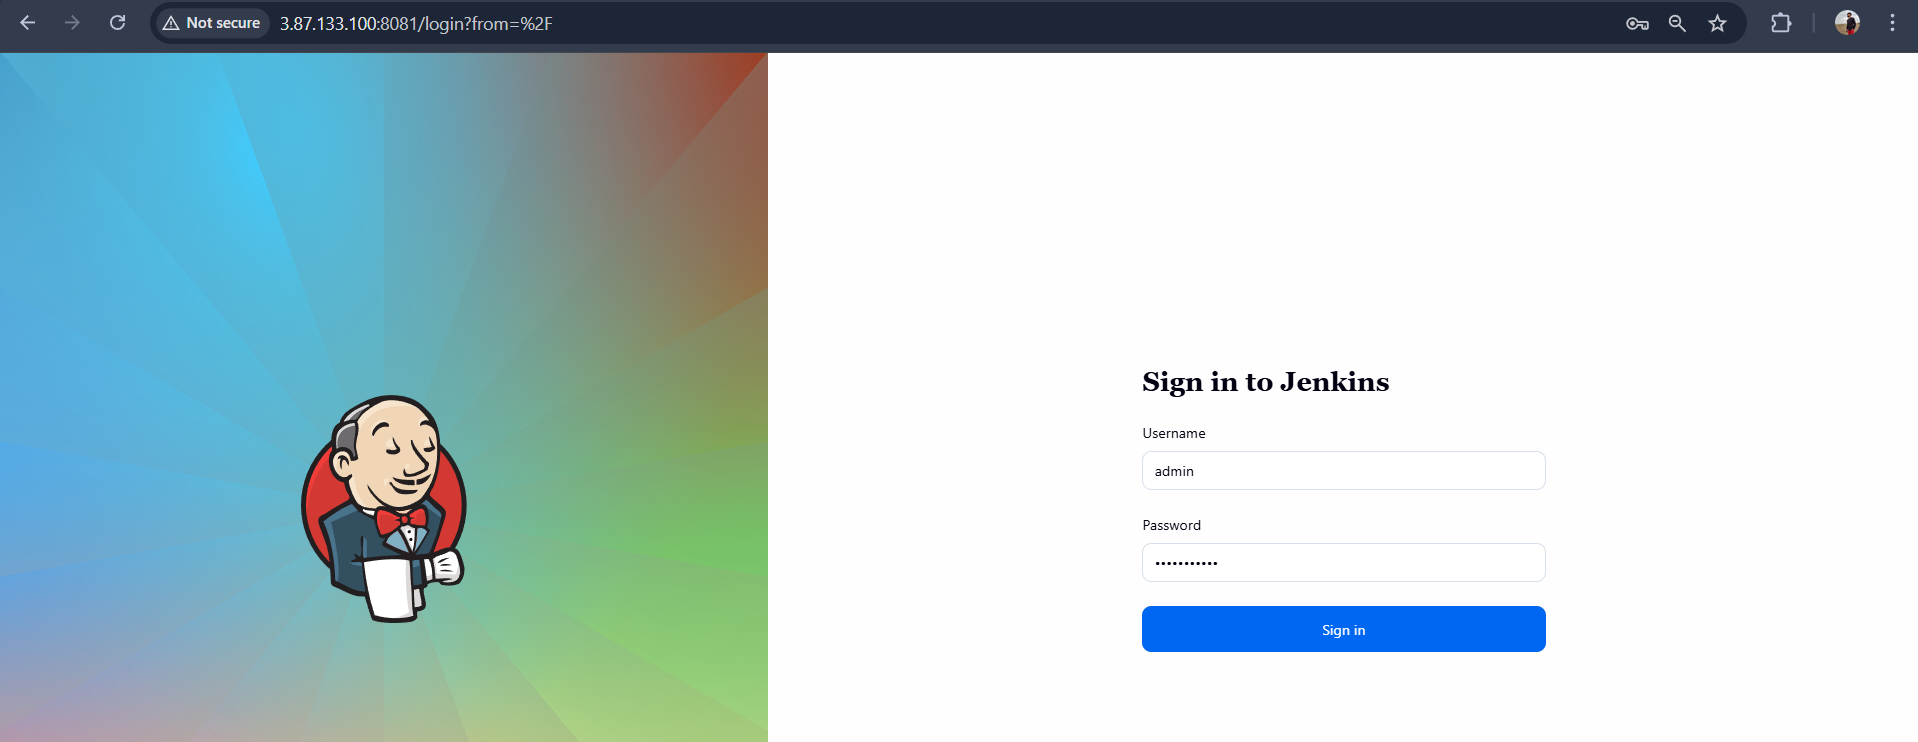 Not secure
3.87.133.100:8081/login?from=%2F
Sign in to Jenkins
Username
admin
Password
•••••••••••
Sign in